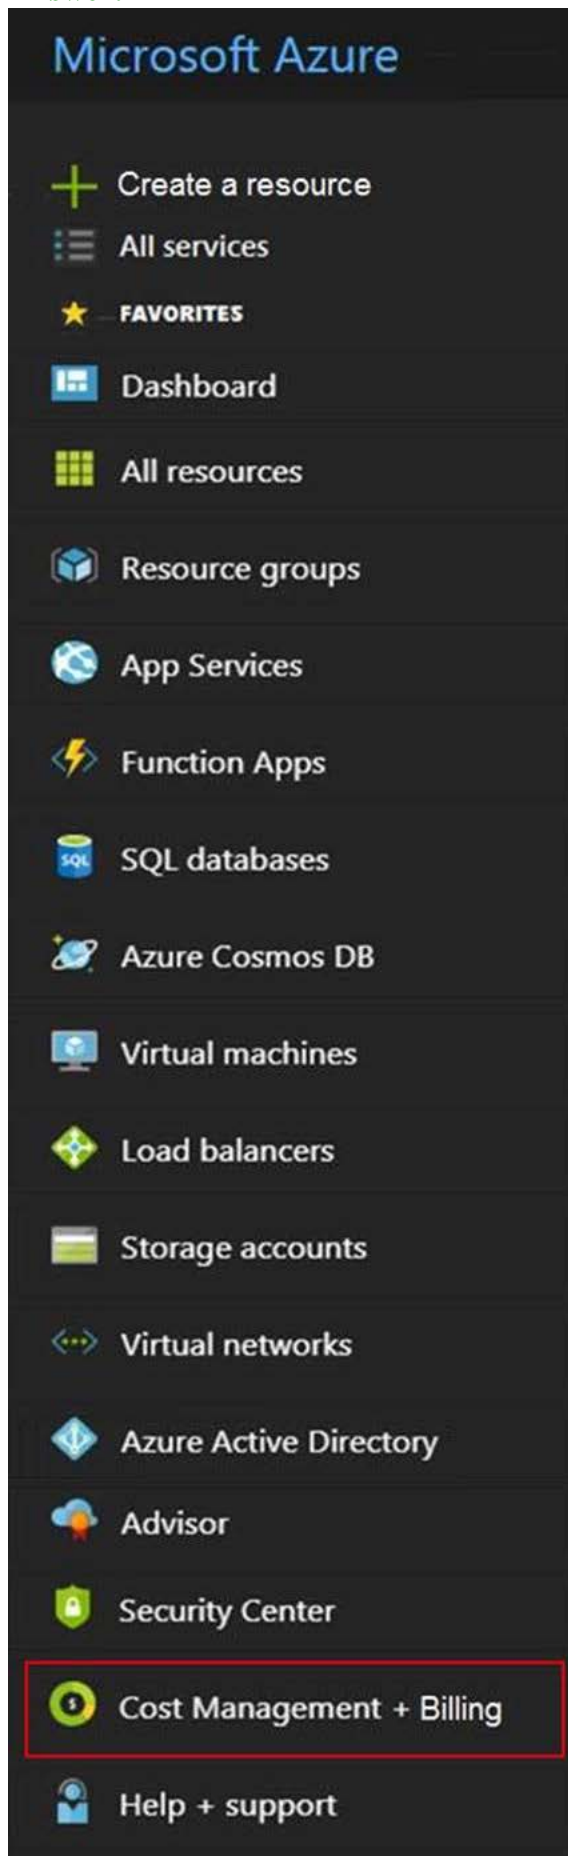 Microsoft Azure
Create a resource
All services
FAVORITES
Dashboard
All resources
Resource groups
App Services
Function Apps
SQL databases
Azure Cosmos DB
Virtual machines
Load balancers
Storage accounts
Virtual networks
Azure Active Directory
Advisor
Security Center
Cost Management + Billing
Help + support